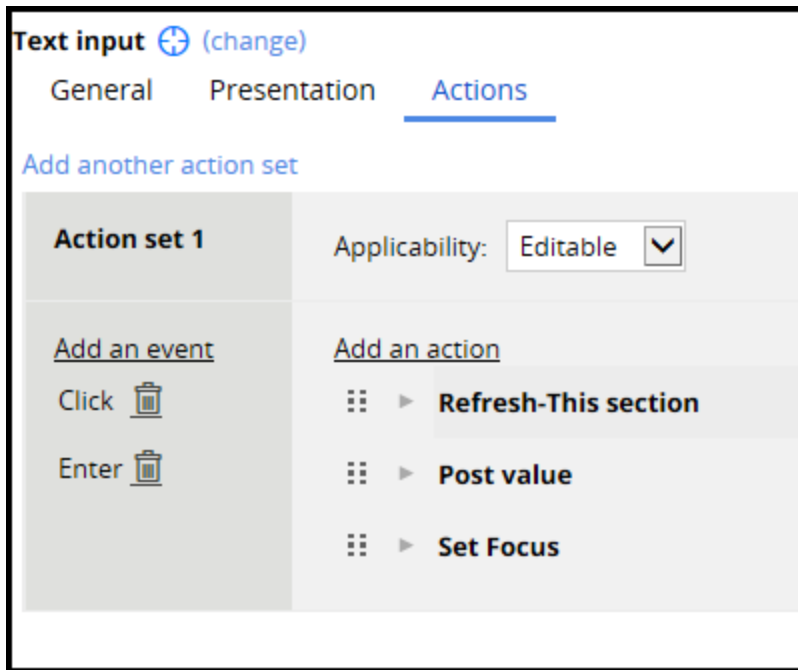 Text input (change)
General Presentation Actions
Add another action set
Action set 1 Applicability: Editable
Add an event Add an action
Click Refresh-This section
Enter Post value
Set Focus